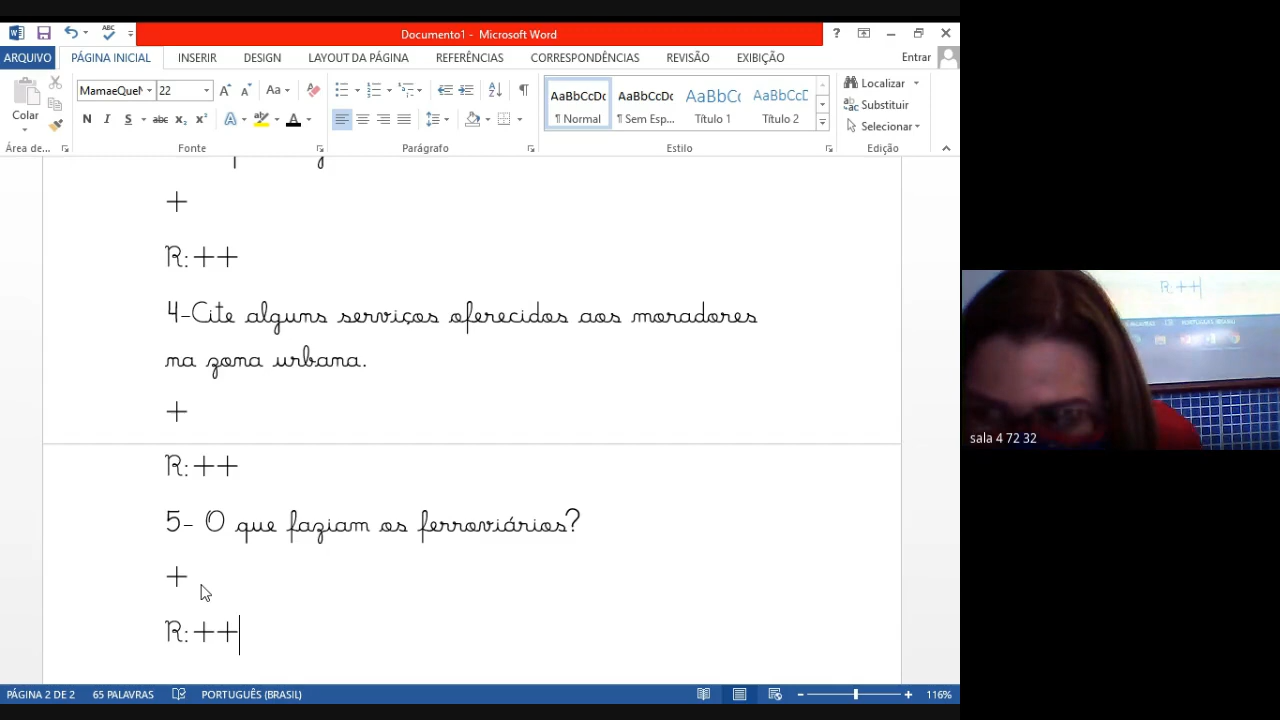 Documento1 - Microsoft Word
ARQUIVO PÁGINA INICIAL INSERIR DESIGN LAYOUT DA PÁGINA REFERÊNCIAS CORRESPONDÊNCIAS REVISÃO EXIBIÇÃO Entrar
Colar
MamaeQueN 22
AaBbCcDc AaBbCcDc AaBbCc AaBbCcD
¶ Normal ¶ Sem Esp... Título 1 Título 2
Localizar
Substituir
Selecionar
Área de... Fonte Parágrafo Estilo Edição
+
R: ++
4-Cite alguns serviços oferecidos aos moradores
na zona urbana.
+
R: ++
5- O que faziam os ferroviários?
+
R: ++
PÁGINA 2 DE 2 65 PALAVRAS PORTUGUÊS (BRASIL) 116%
R: ++
sala 4 72 32